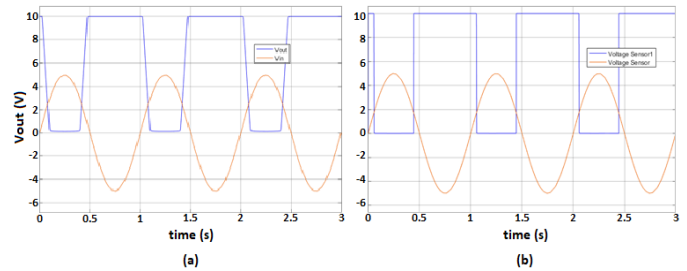 10
8
6
4
2
0
-2
-4
-6
Vout (V)
Vout
Vin
0 0.5 1 1.5 2 2.5 3
time (s)
(a)
10
8
6
4
2
0
-2
-4
-6
Voltage Sensor1
Voltage Sensor
0 0.5 1 1.5 2 2.5 3
time (s)
(b)